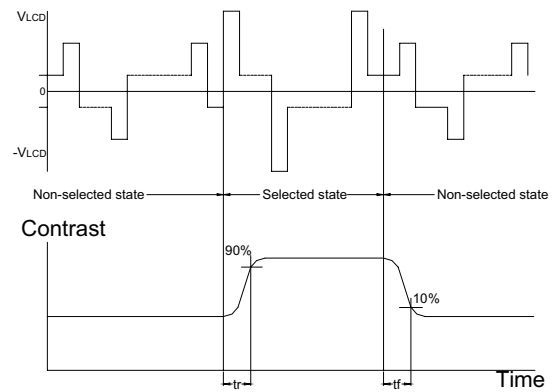 VLCD
0
-VLCD
Non-selected state Selected state Non-selected state
Contrast
90%
10%
tr tf
Time